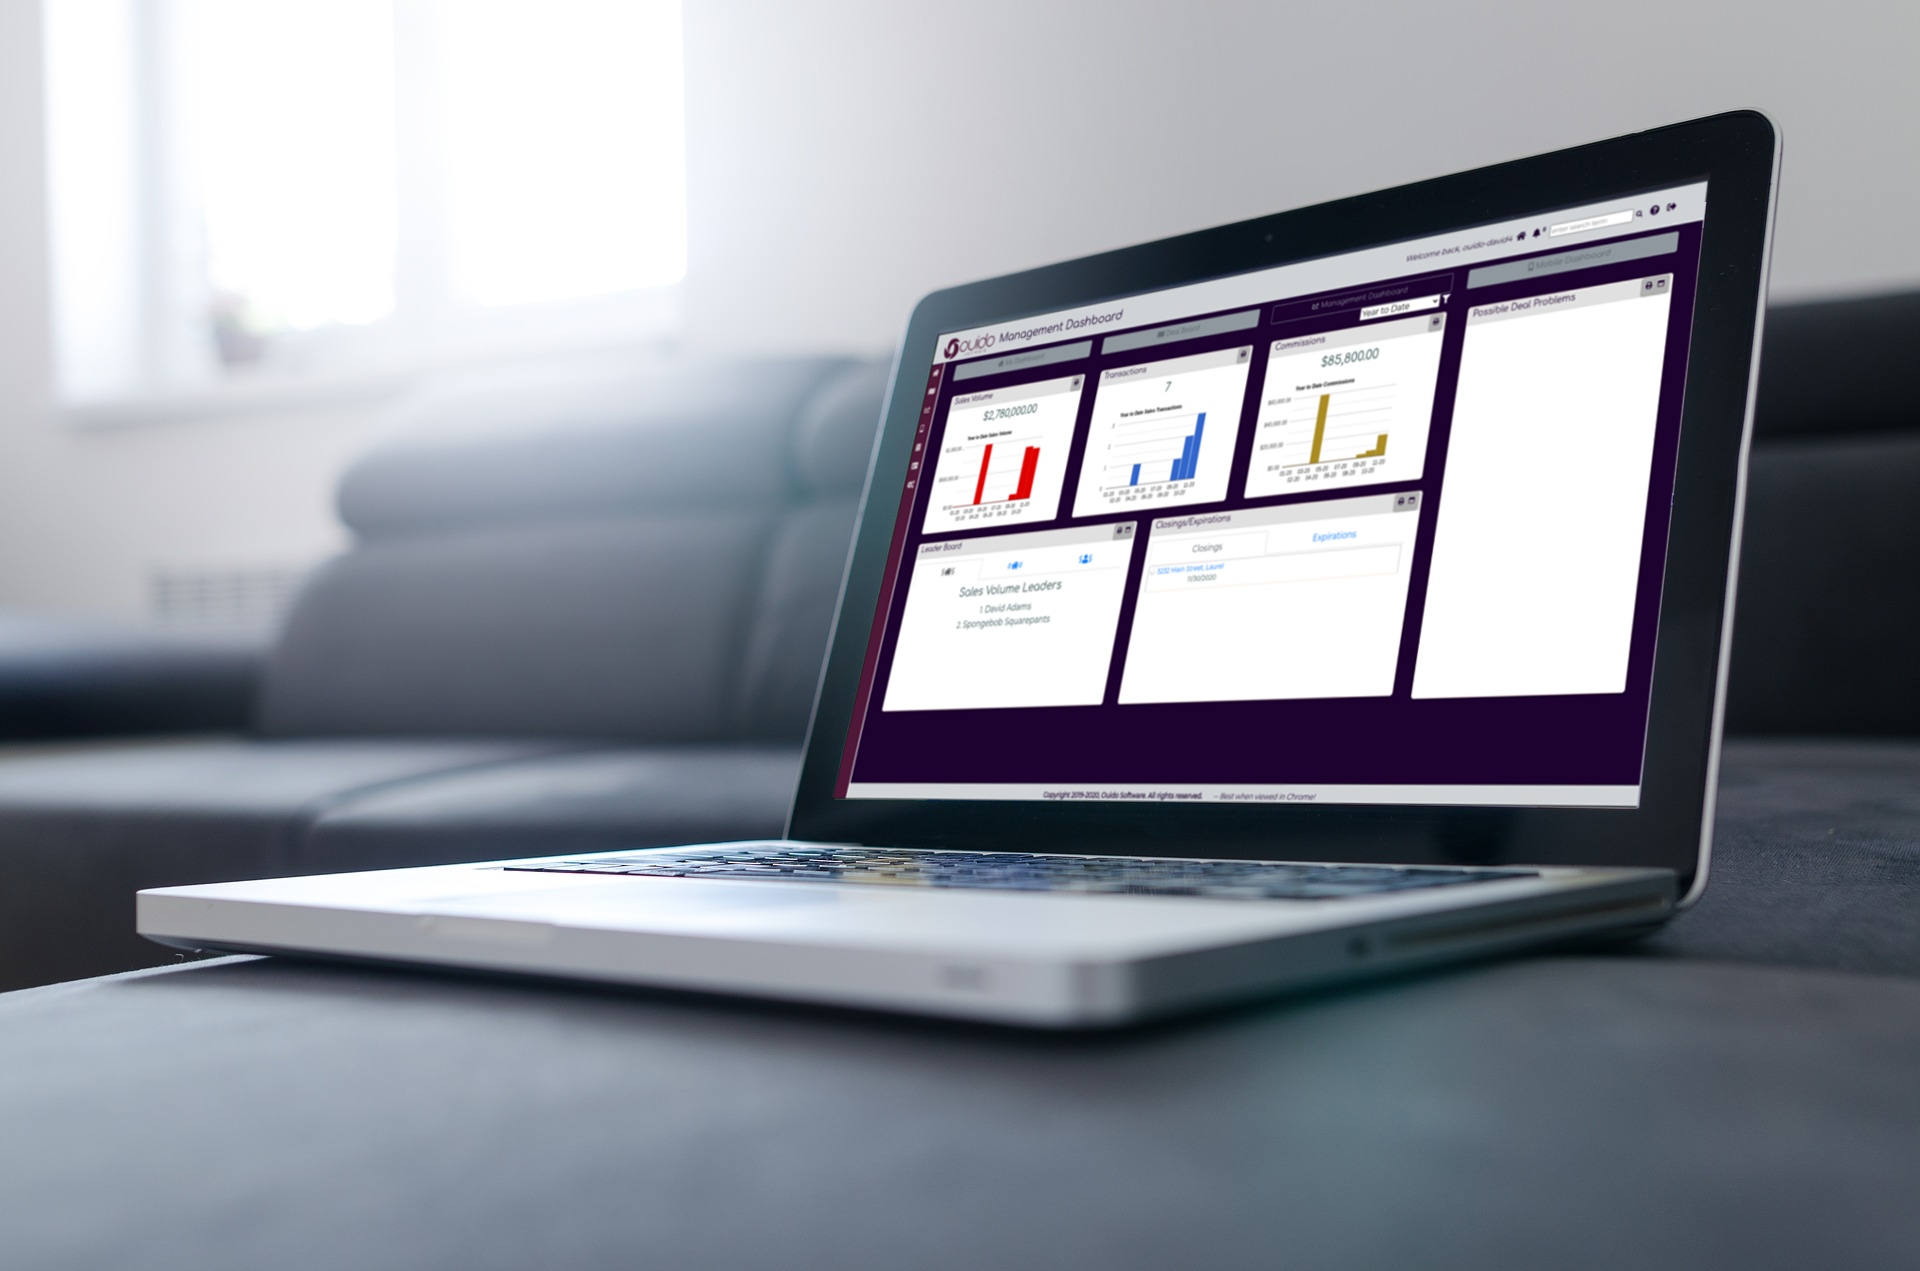 Welcome back, ouido-david4
enter search term
ouido Management Dashboard
My Dashboard
Deal Board
Management Dashboard
Mobile Dashboard
Year to Date
Sales Volume
$2,780,000.00
Year to Date Sales Volume
Transactions
7
Year to Date Sales Transactions
Commissions
$85,800.00
Year to Date Commissions
Possible Deal Problems
Leader Board
Sales Volume Leaders
1. David Adams
2. Spongebob Squarepants
Closings/Expirations
Closings
Expirations
5232 Main Street, Laurel
11/30/2020
Copyright 2019-2020, Ouido Software. All rights reserved. -- Best when viewed in Chrome!